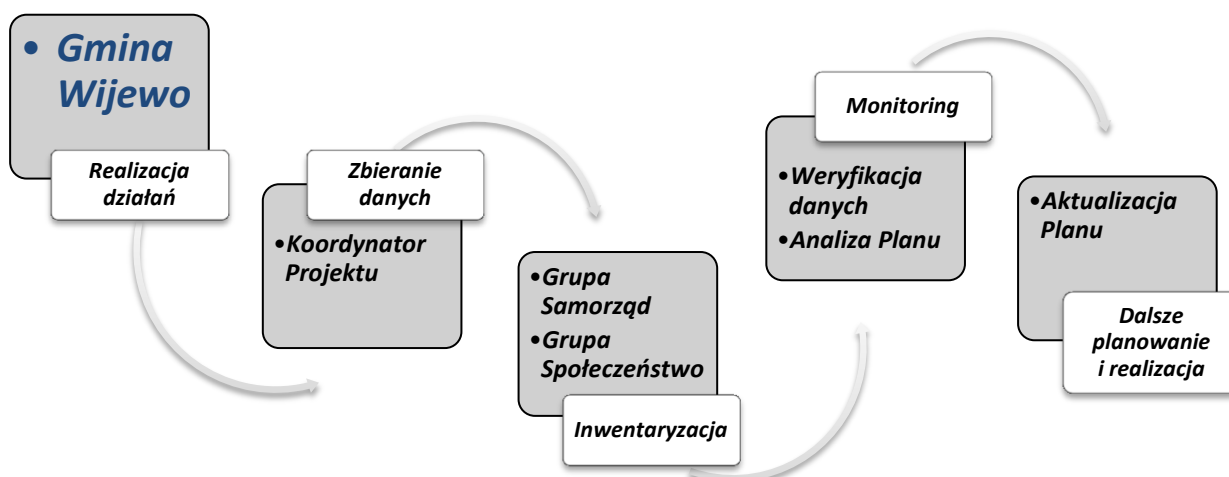 • Gmina
Wijewo
Realizacja
działań
Zbieranie
danych
•Koordynator
Projektu
•Grupa
Samorząd
•Grupa
Społeczeństwo
Inwentaryzacja
Monitoring
•Weryfikacja
danych
•Analiza Planu
•Aktualizacja
Planu
Dalsze
planowanie
i realizacja